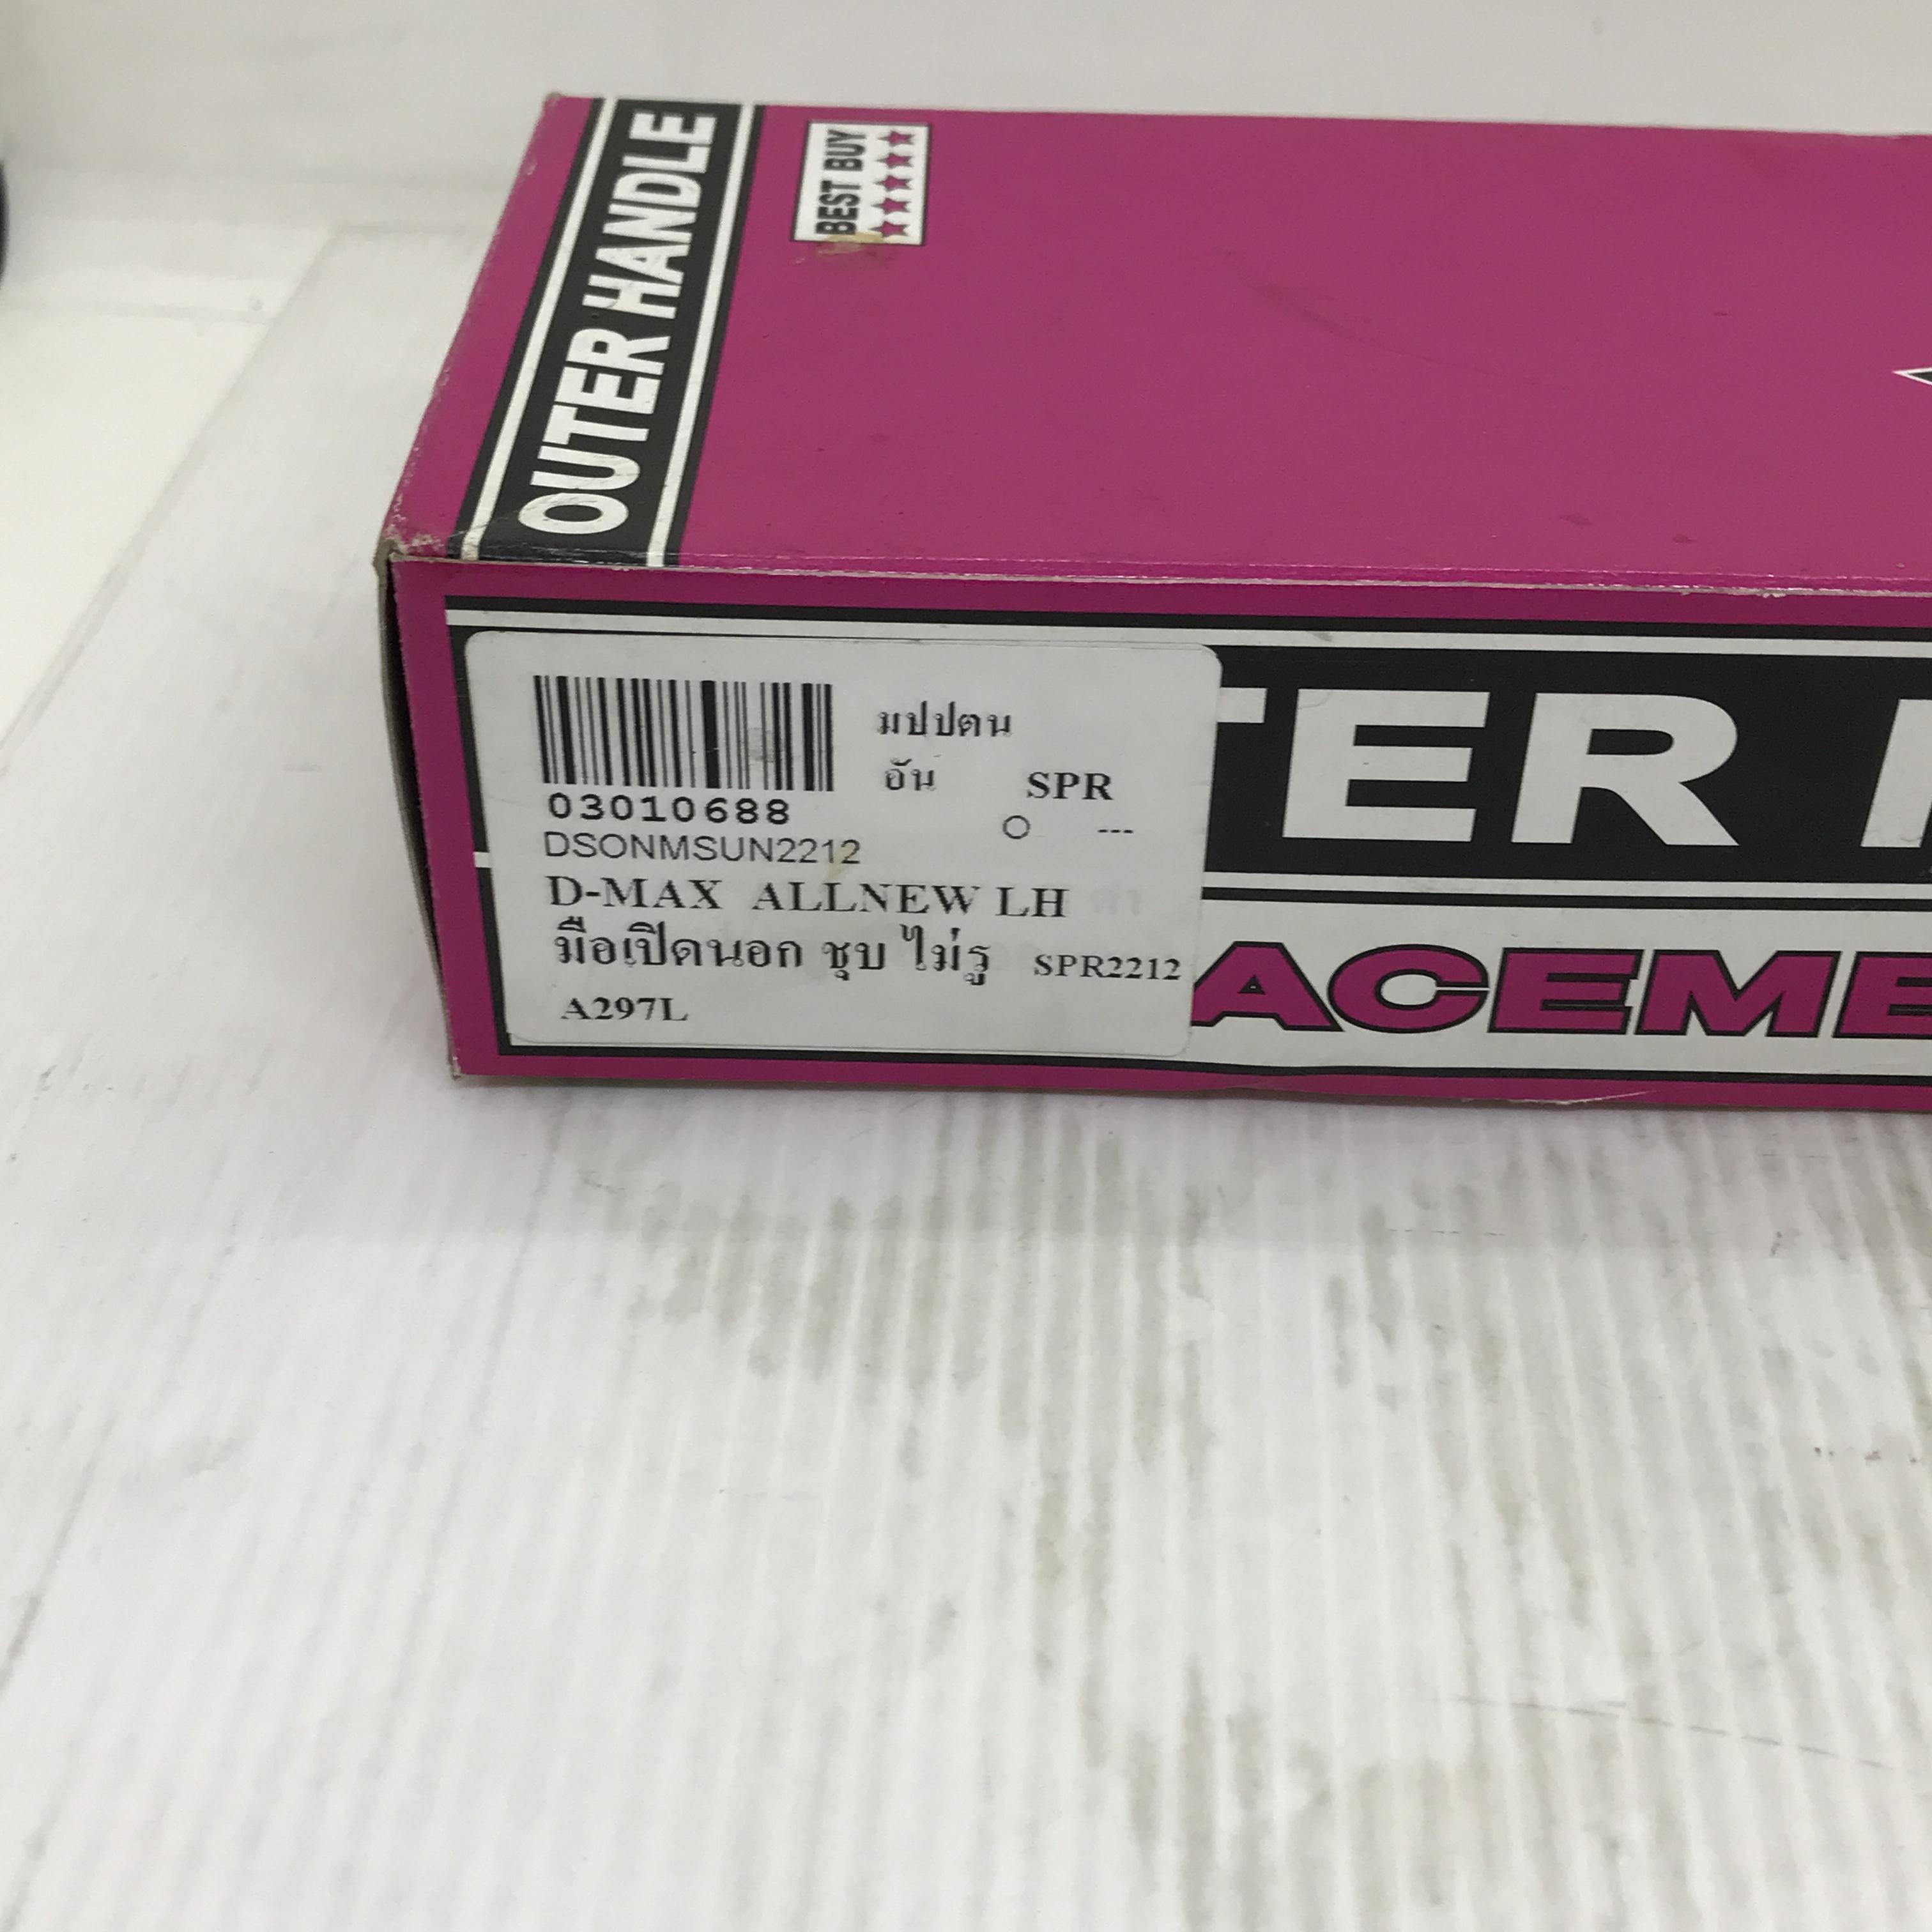 OUTER HANDLE
BEST BUY
TER
ACEME
มปปตน
อัน SPR
03010688
DSONMSUN2212
D-MAX ALLNEW LH
มือเปิดนอก ชุบ ไม่รู SPR2212
A297L